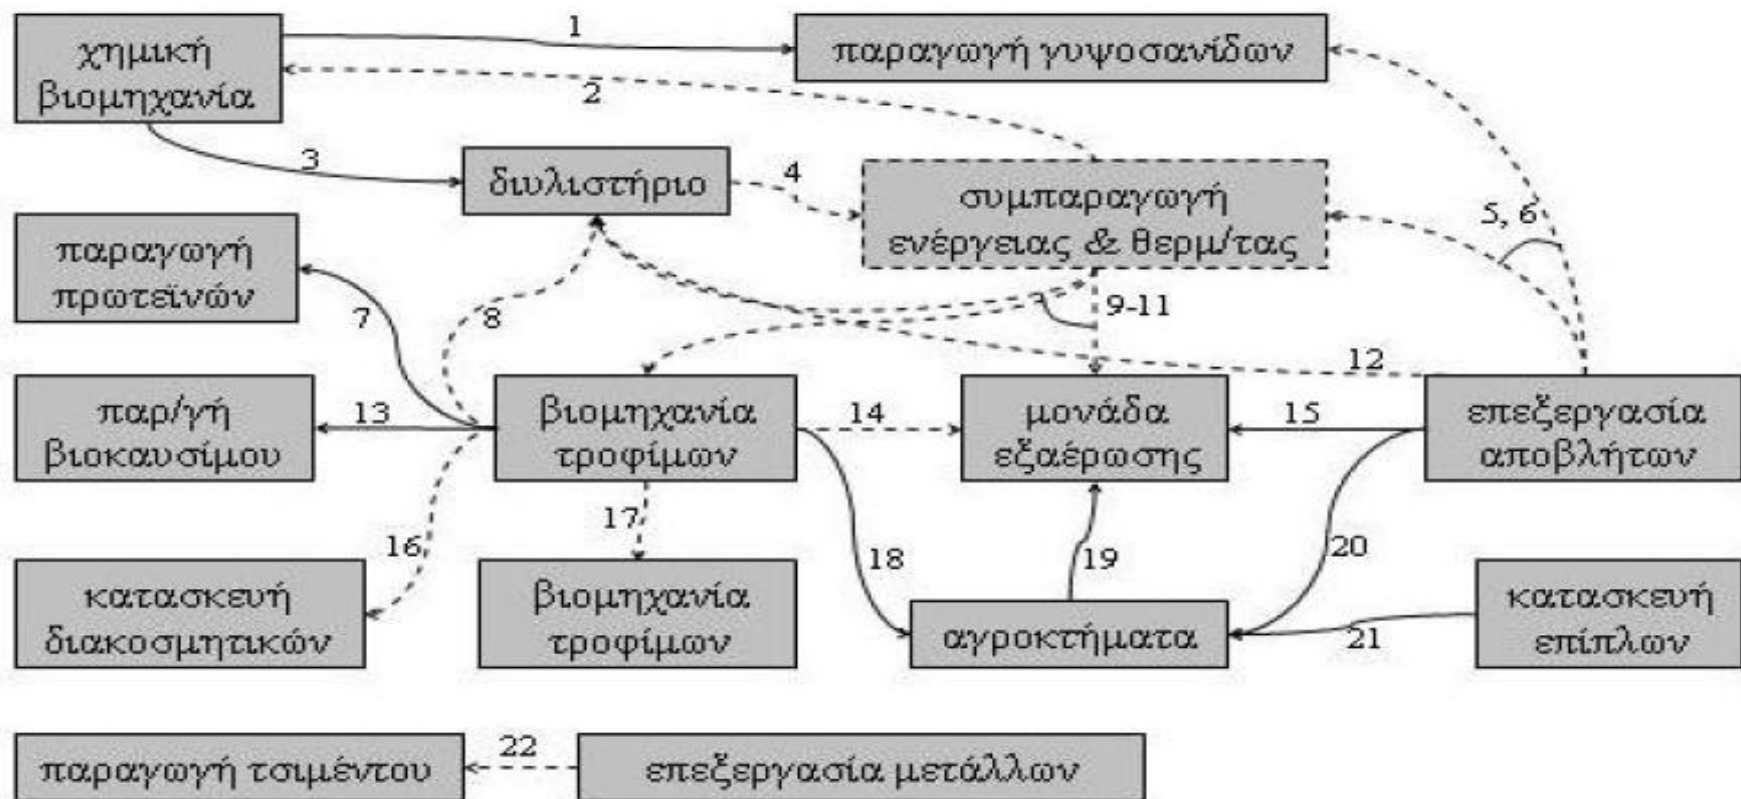 χημική
βιομηχανία
1
παραγωγή γυψοσανίδων
2
3
διυλιστήριο
4
συμπαραγωγή
ενέργειας & θερμ/τας
5, 6
παραγωγή
πρωτεϊνών
7
8
9-11
12
παρ/γή
βιοκαυσίμου
13
βιομηχανία
τροφίμων
14
μονάδα
εξαέρωσης
15
επεξεργασία
αποβλήτων
16
17
18
19
20
κατασκευή
διακοσμητικών
βιομηχανία
τροφίμων
αγροκτήματα
21
κατασκευή
επίπλων
παραγωγή τσιμέντου
22
επεξεργασία μετάλλων